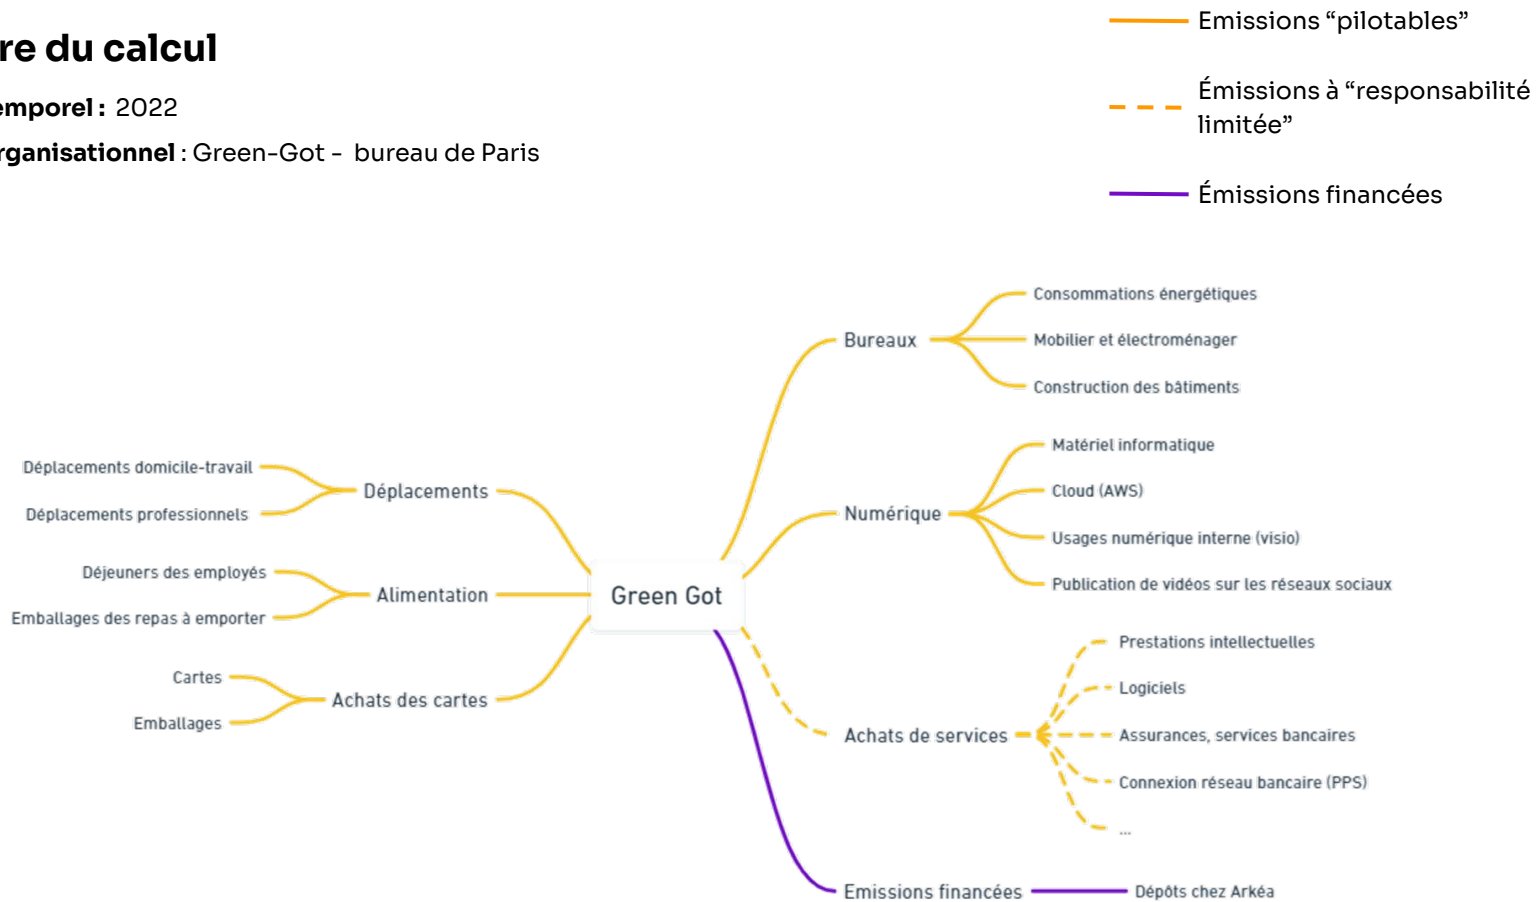 re du calcul
emporel : 2022
rganisationnel : Green-Got - bureau de Paris
Emissions “pilotables”
Émissions à “responsabilité
limitée”
Émissions financées
Déplacements domicile-travail
Déplacements professionnels
Déplacements
Déjeuners des employés
Emballages des repas à emporter
Alimentation
Cartes
Emballages
Achats des cartes
Green Got
Bureaux
Consommations énergétiques
Mobilier et électroménager
Construction des bâtiments
Numérique
Matériel informatique
Cloud (AWS)
Usages numérique interne (visio)
Publication de vidéos sur les réseaux sociaux
Achats de services
Prestations intellectuelles
Logiciels
Assurances, services bancaires
Connexion réseau bancaire (PPS)
...
Emissions financées
Dépôts chez Arkéa